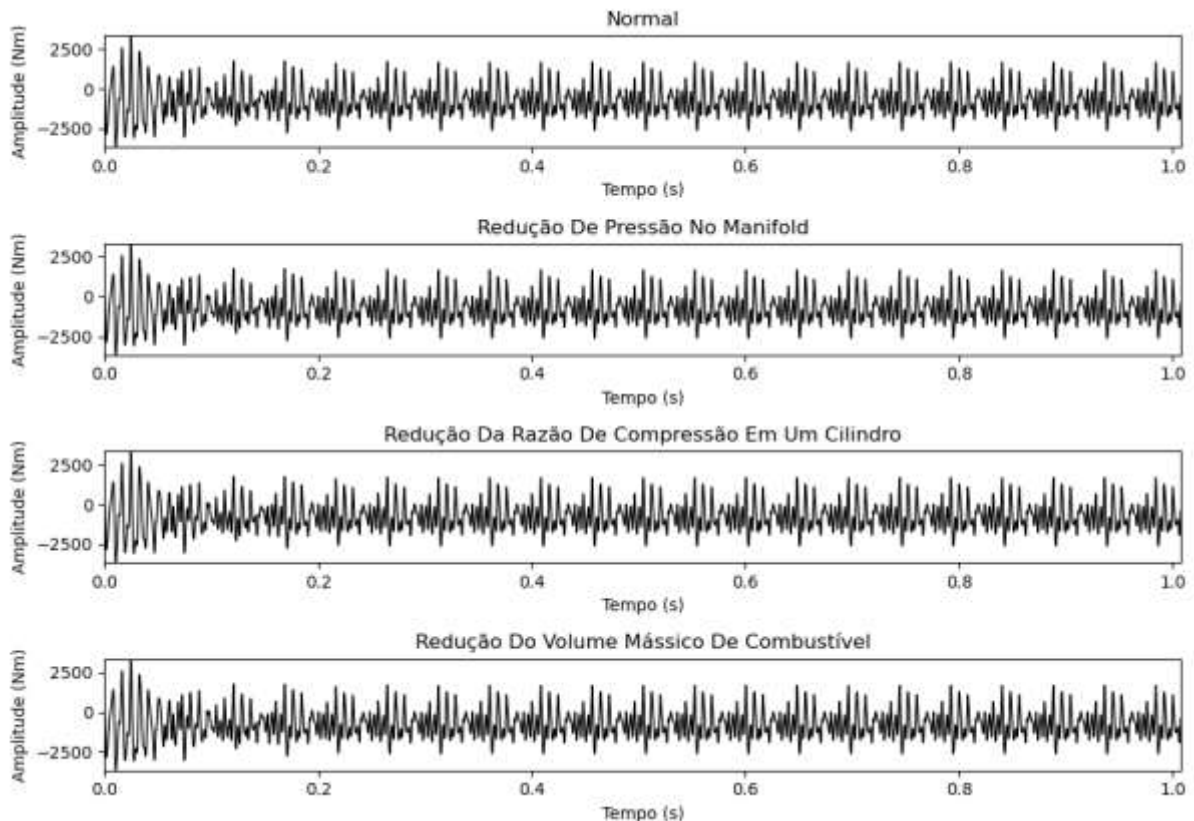 Normal
Amplitude (Nm)
2500
0
−2500
0.0 0.2 0.4 0.6 0.8 1.0
Tempo (s)
Redução De Pressão No Manifold
Amplitude (Nm)
2500
0
−2500
0.0 0.2 0.4 0.6 0.8 1.0
Tempo (s)
Redução Da Razão De Compressão Em Um Cilindro
Amplitude (Nm)
2500
0
−2500
0.0 0.2 0.4 0.6 0.8 1.0
Tempo (s)
Redução Do Volume Mássico De Combustível
Amplitude (Nm)
2500
0
−2500
0.0 0.2 0.4 0.6 0.8 1.0
Tempo (s)